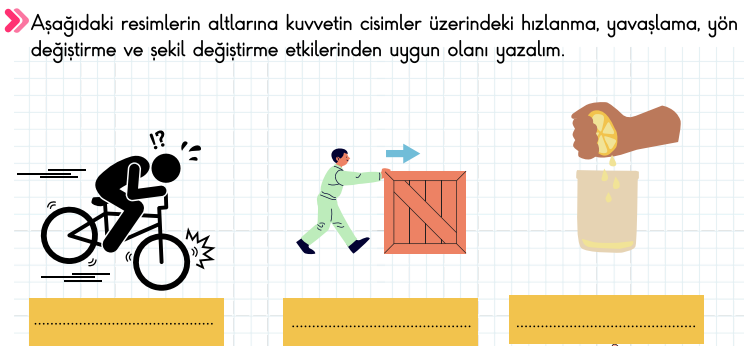 Aşağıdaki resimlerin altlarına kuvvetin cisimler üzerindeki hızlanma, yavaşlama, yön
değiştirme ve şekil değiştirme etkilerinden uygun olanı yazalım.
!?